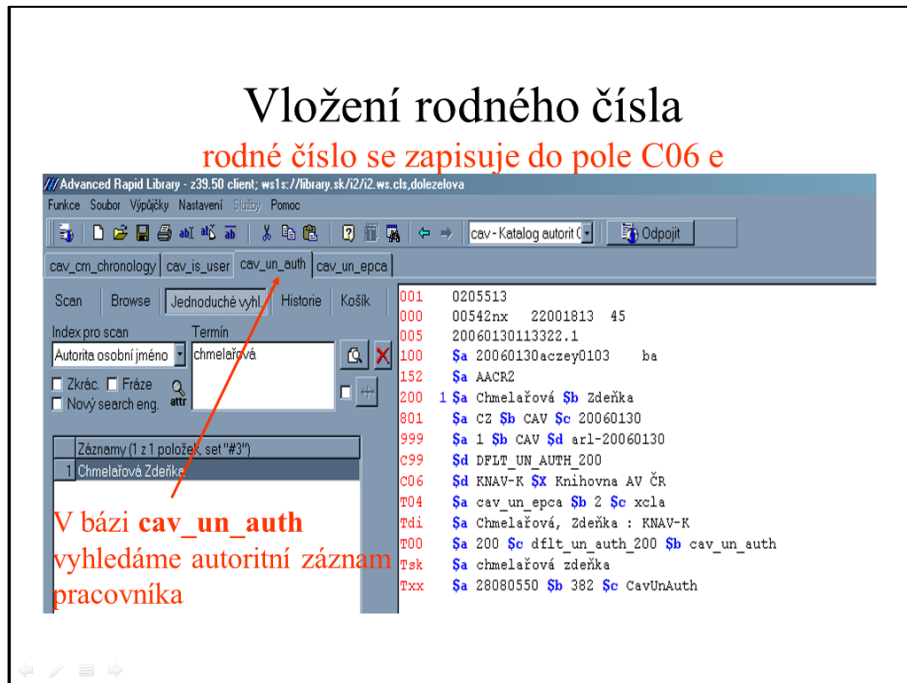 Vložení rodného čísla
rodné číslo se zapisuje do pole C06 e
Advanced Rapid Library - z39.50 client; ws1s://library.sk/i2/i2.ws.cls,dolezelova
Funkce Soubor Výpůjčky Nastavení Služby Pomoc
cav - Katalog autorit Odpojit
cav_cm_chronology cav_is_user cav_un_auth cav_un_epca
Scan Browse Jednoduché vyhl. Historie Košík
Index pro scan Termín
Autorita osobní jméno chmelařová
Zkrác. Fráze
Nový search eng. attr
Záznamy (1 z 1 položek, set "#3")
1 Chmelařová Zdeňka
V bázi cav_un_auth
vyhledáme autoritní záznam
pracovníka
001 0205513
000 00542nx 22001813 45
005 20060130113322.1
100 $a 20060130aczey0103 ba
152 $a AACR2
200 1 $a Chmelařová $b Zdeňka
801 $a CZ $b CAV $c 20060130
999 $a 1 $b CAV $d arl-20060130
C99 $d DFLT_UN_AUTH_200
C06 $d KNAV-K $X Knihovna AV ČR
T04 $a cav_un_epca $b 2 $c xcla
Tdi $a Chmelařová, Zdeňka : KNAV-K
T00 $a 200 $c dflt_un_auth_200 $b cav_un_auth
Tsk $a chmelařová zdeňka
Txx $a 28080550 $b 382 $c CavUnAuth